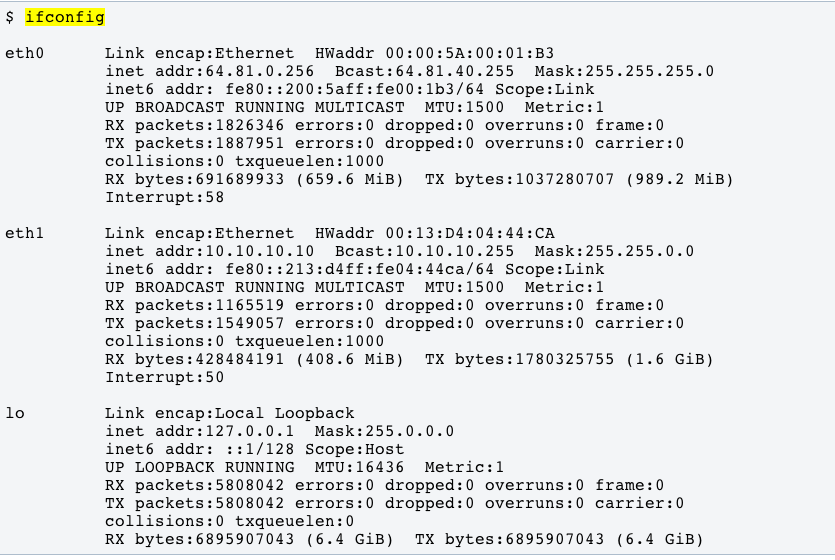 $ ifconfig
eth0 Link encap:Ethernet HWaddr 00:00:5A:00:01:B3
inet addr:64.81.0.256 Bcast:64.81.40.255 Mask:255.255.255.0
inet6 addr: fe80::200:5aff:fe00:1b3/64 Scope:Link
UP BROADCAST RUNNING MULTICAST MTU:1500 Metric:1
RX packets:1826346 errors:0 dropped:0 overruns:0 frame:0
TX packets:1887951 errors:0 dropped:0 overruns:0 carrier:0
collisions:0 txqueuelen:1000
RX bytes:691689933 (659.6 MiB) TX bytes:1037280707 (989.2 MiB)
Interrupt:58
eth1 Link encap:Ethernet HWaddr 00:13:D4:04:44:CA
inet addr:10.10.10.10 Bcast:10.10.10.255 Mask:255.255.0.0
inet6 addr: fe80::213:d4ff:fe04:44ca/64 Scope:Link
UP BROADCAST RUNNING MULTICAST MTU:1500 Metric:1
RX packets:1165519 errors:0 dropped:0 overruns:0 frame:0
TX packets:1549057 errors:0 dropped:0 overruns:0 carrier:0
collisions:0 txqueuelen:1000
RX bytes:428484191 (408.6 MiB) TX bytes:1780325755 (1.6 GiB)
Interrupt:50
lo Link encap:Local Loopback
inet addr:127.0.0.1 Mask:255.0.0.0
inet6 addr: ::1/128 Scope:Host
UP LOOPBACK RUNNING MTU:16436 Metric:1
RX packets:5808042 errors:0 dropped:0 overruns:0 frame:0
TX packets:5808042 errors:0 dropped:0 overruns:0 carrier:0
collisions:0 txqueuelen:0
RX bytes:6895907043 (6.4 GiB) TX bytes:6895907043 (6.4 GiB)